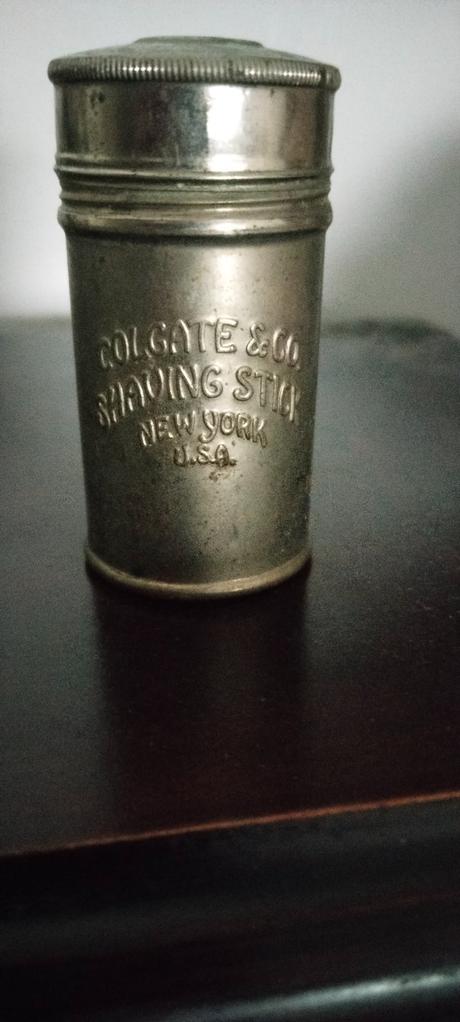 COLGATE & CO.
SHAVING STICK
NEW YORK
U.S.A.